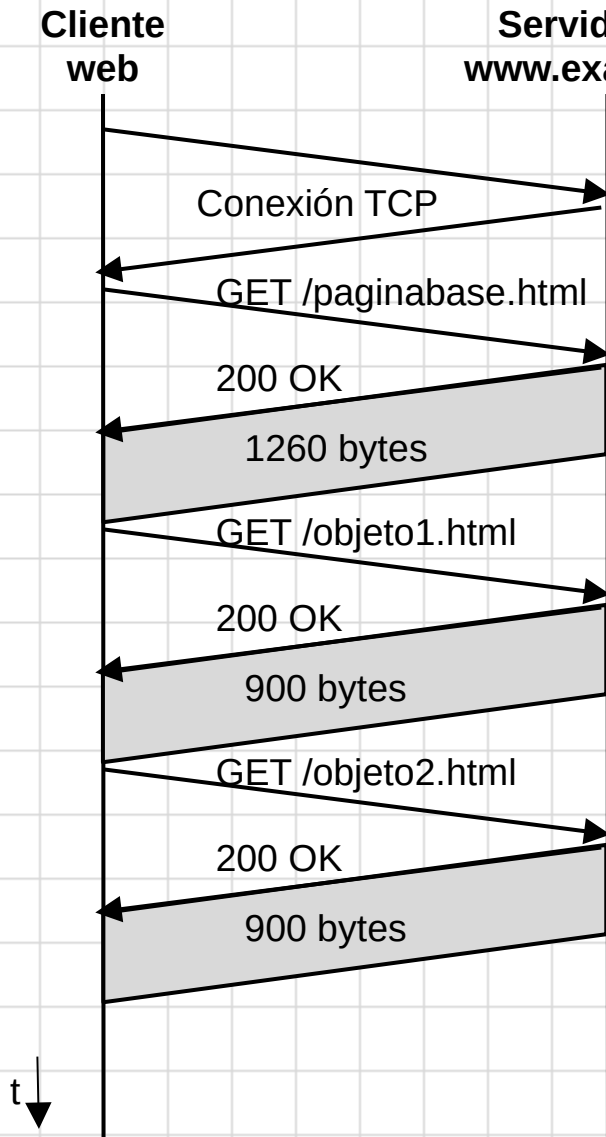 Cliente
web
Servid
www.exa
Conexión TCP
GET /paginabase.html
200 OK
1260 bytes
GET /objeto1.html
200 OK
900 bytes
GET /objeto2.html
200 OK
900 bytes
t